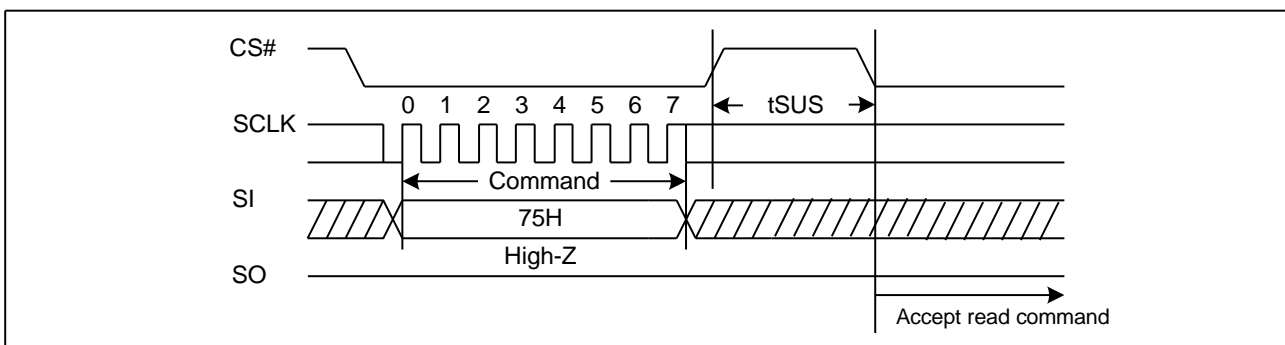 CS#
0 1 2 3 4 5 6 7
tSUS
SCLK
Command
SI
75H
High-Z
SO
Accept read command